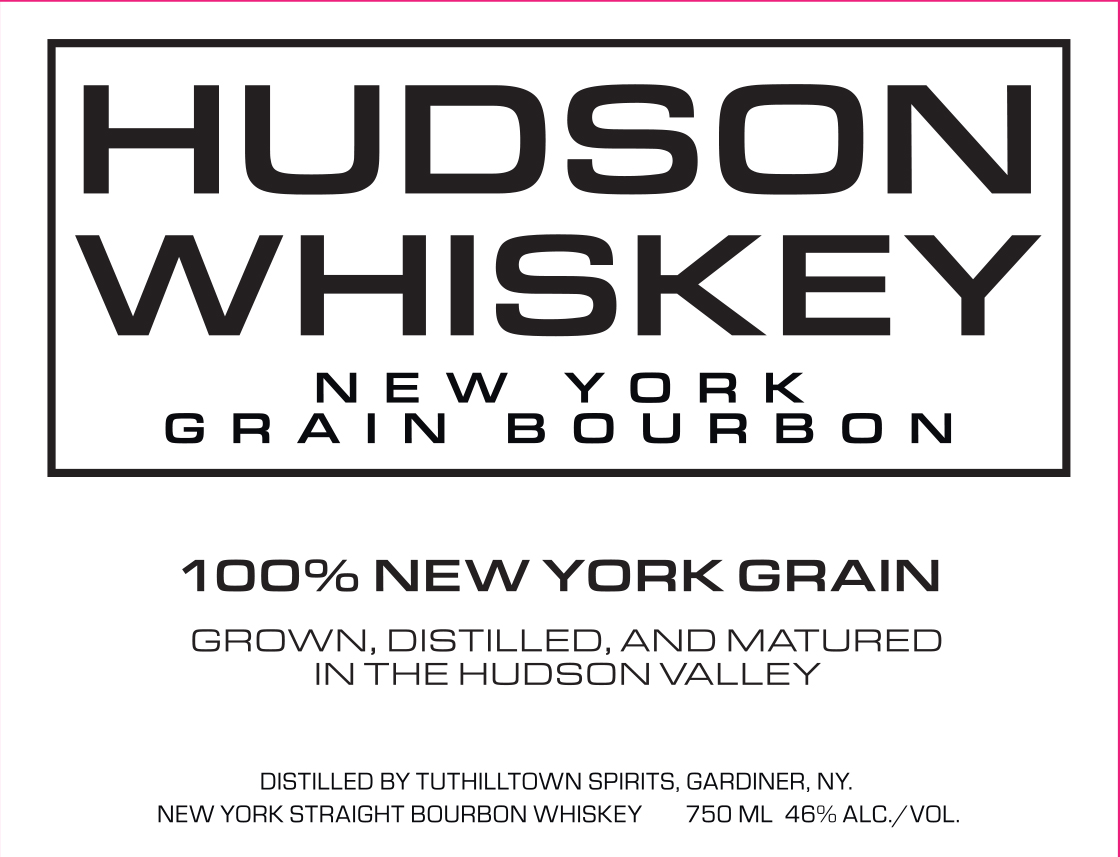 HUDSON
WHISKEY
NEW YORK
GRAIN BOURBON
100% NEW YORK GRAIN
GROWN, DISTILLED, AND MATURED
IN THE HUDSON VALLEY
DISTILLED BY TUTHILLTOWN SPIRITS, GARDINER, NY.
NEW YORK STRAIGHT BOURBON WHISKEY 750 ML 46% ALC./VOL.